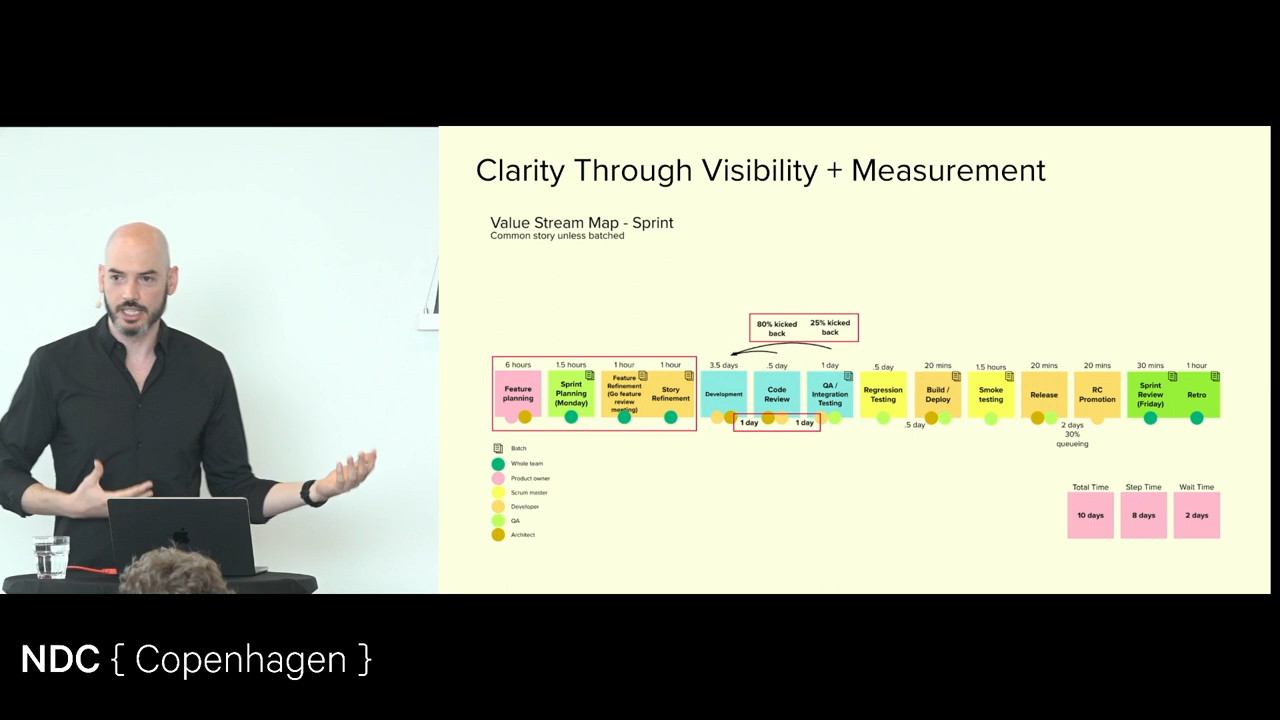 Clarity Through Visibility + Measurement
Value Stream Map - Sprint
Common story unless batched
80% kicked
back
25% kicked
back
6 hours
1.5 hours
1 hour
1 hour
3.5 days
.5 day
1 day
.5 day
20 mins
1.5 hours
20 mins
20 mins
30 mins
1 hour
Feature
planning
Sprint
Planning
(Monday)
Feature
Refinement
(Go feature
review
meeting)
Story
Refinement
Development
Code
Review
QA /
Integration
Testing
Regression
Testing
Build /
Deploy
Smoke
testing
Release
RC
Promotion
Sprint
Review
(Friday)
Retro
1 day
1 day
.5 day
2 days
30%
queueing
Batch
Whole team
Product owner
Scrum master
Developer
QA
Architect
Total Time
Step Time
Wait Time
10 days
8 days
2 days
NDC { Copenhagen }